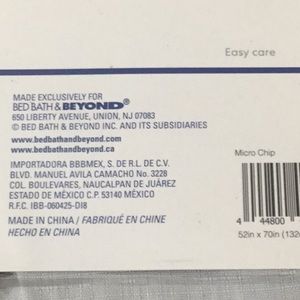 Easy care
MADE EXCLUSIVELY FOR
BED BATH & BEYOND®
650 LIBERTY AVENUE, UNION, NJ 07083
© BED BATH & BEYOND INC. AND ITS SUBSIDIARIES
www.bedbathandbeyond.com
www.bedbathandbeyond.ca
IMPORTADORA BBBMEX, S. DE R.L. DE C.V.
BLVD. MANUEL AVILA CAMACHO No. 3228
COL. BOULEVARES, NAUCALPAN DE JUÁREZ
ESTADO DE MÉXICO C.P. 53140 MÉXICO
R.F.C. IBB-060425-DI8
MADE IN CHINA / FABRIQUÉ EN CHINE
HECHO EN CHINA
Micro Chip
4 44800
52in x 70in (132